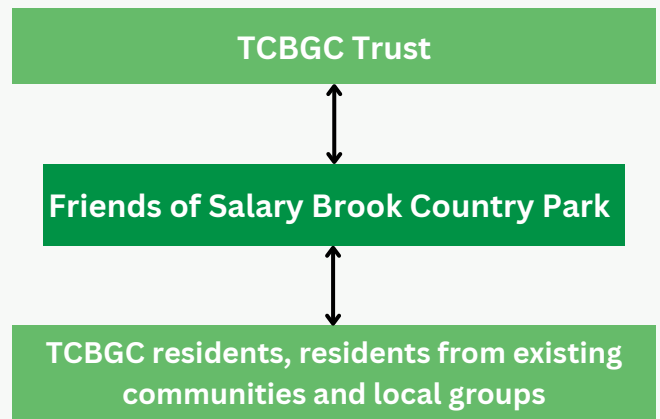 TCBGC Trust
Friends of Salary Brook Country Park
TCBGC residents, residents from existing
communities and local groups